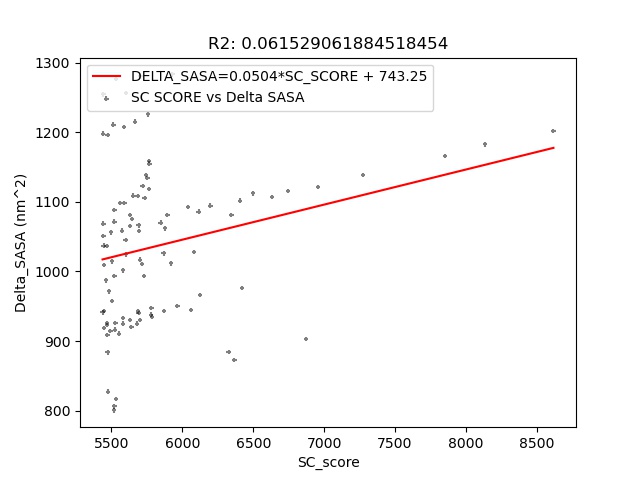 R2: 0.061529061884518454
DELTA_SASA=0.0504*SC_SCORE + 743.25
SC SCORE vs Delta SASA
Delta_SASA (nm^2)
1300
1200
1100
1000
900
800
5500 6000 6500 7000 7500 8000 8500
SC_score